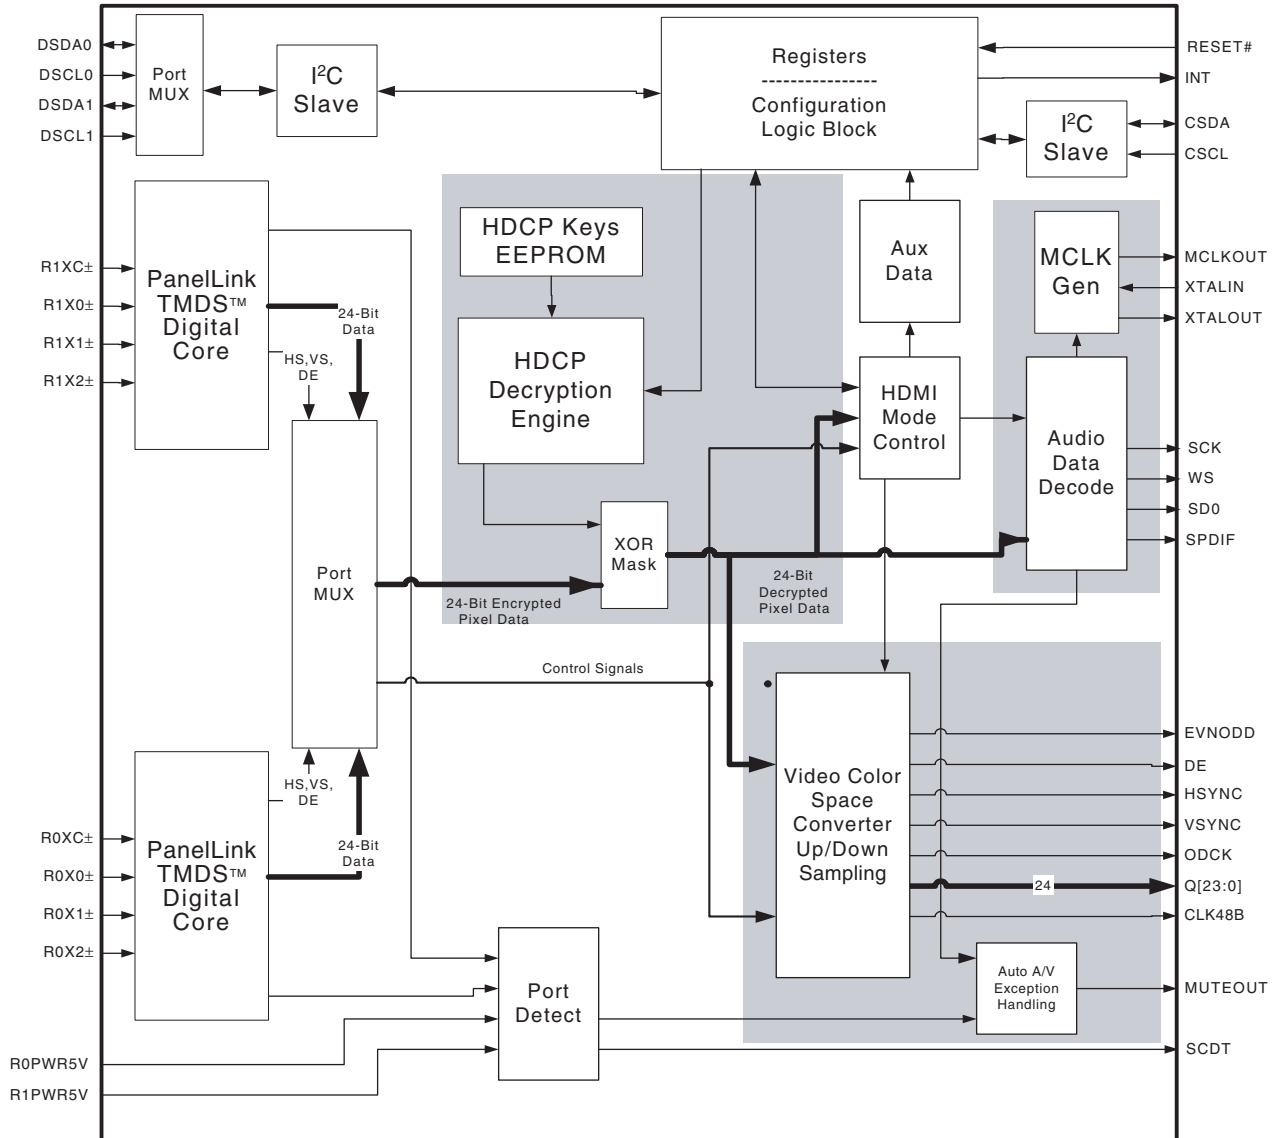 DSDA0
DSCL0
DSDA1
DSCL1
Port
MUX
I²C
Slave
Registers
------------
Configuration
Logic Block
RESET#
INT
I²C
Slave
CSDA
CSCL
R1XC±
R1X0±
R1X1±
R1X2±
PanelLink
TMDS™
Digital
Core
24-Bit
Data
HS,VS,
DE
HDCP Keys
EEPROM
HDCP
Decryption
Engine
Aux
Data
HDMI
Mode
Control
MCLK
Gen
MCLKOUT
XTALIN
XTALOUT
Audio
Data
Decode
SCK
WS
SD0
SPDIF
Port
MUX
XOR
Mask
24-Bit Encrypted
Pixel Data
24-Bit
Decrypted
Pixel Data
Control Signals
HS,VS,
DE
24-Bit
Data
R0XC±
R0X0±
R0X1±
R0X2±
PanelLink
TMDS™
Digital
Core
Video Color
Space
Converter
Up/Down
Sampling
24
EVNODD
DE
HSYNC
VSYNC
ODCK
Q[23:0]
CLK48B
Port
Detect
Auto A/V
Exception
Handling
MUTEOUT
SCDT
R0PWR5V
R1PWR5V